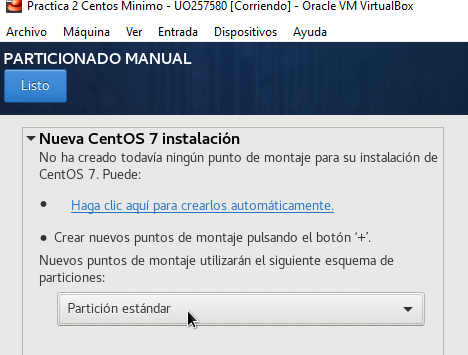 Practica 2 Centos Minimo - UO257580 [Corriendo] - Oracle VM VirtualBox
Archivo Máquina Ver Entrada Dispositivos Ayuda
PARTICIONADO MANUAL
Listo
Nueva CentOS 7 instalación
No ha creado todavía ningún punto de montaje para su instalación de
CentOS 7. Puede:
• Haga clic aquí para crearlos automáticamente.
• Crear nuevos puntos de montaje pulsando el botón ‘+’.
Nuevos puntos de montaje utilizarán el siguiente esquema de
particiones:
Partición estándar